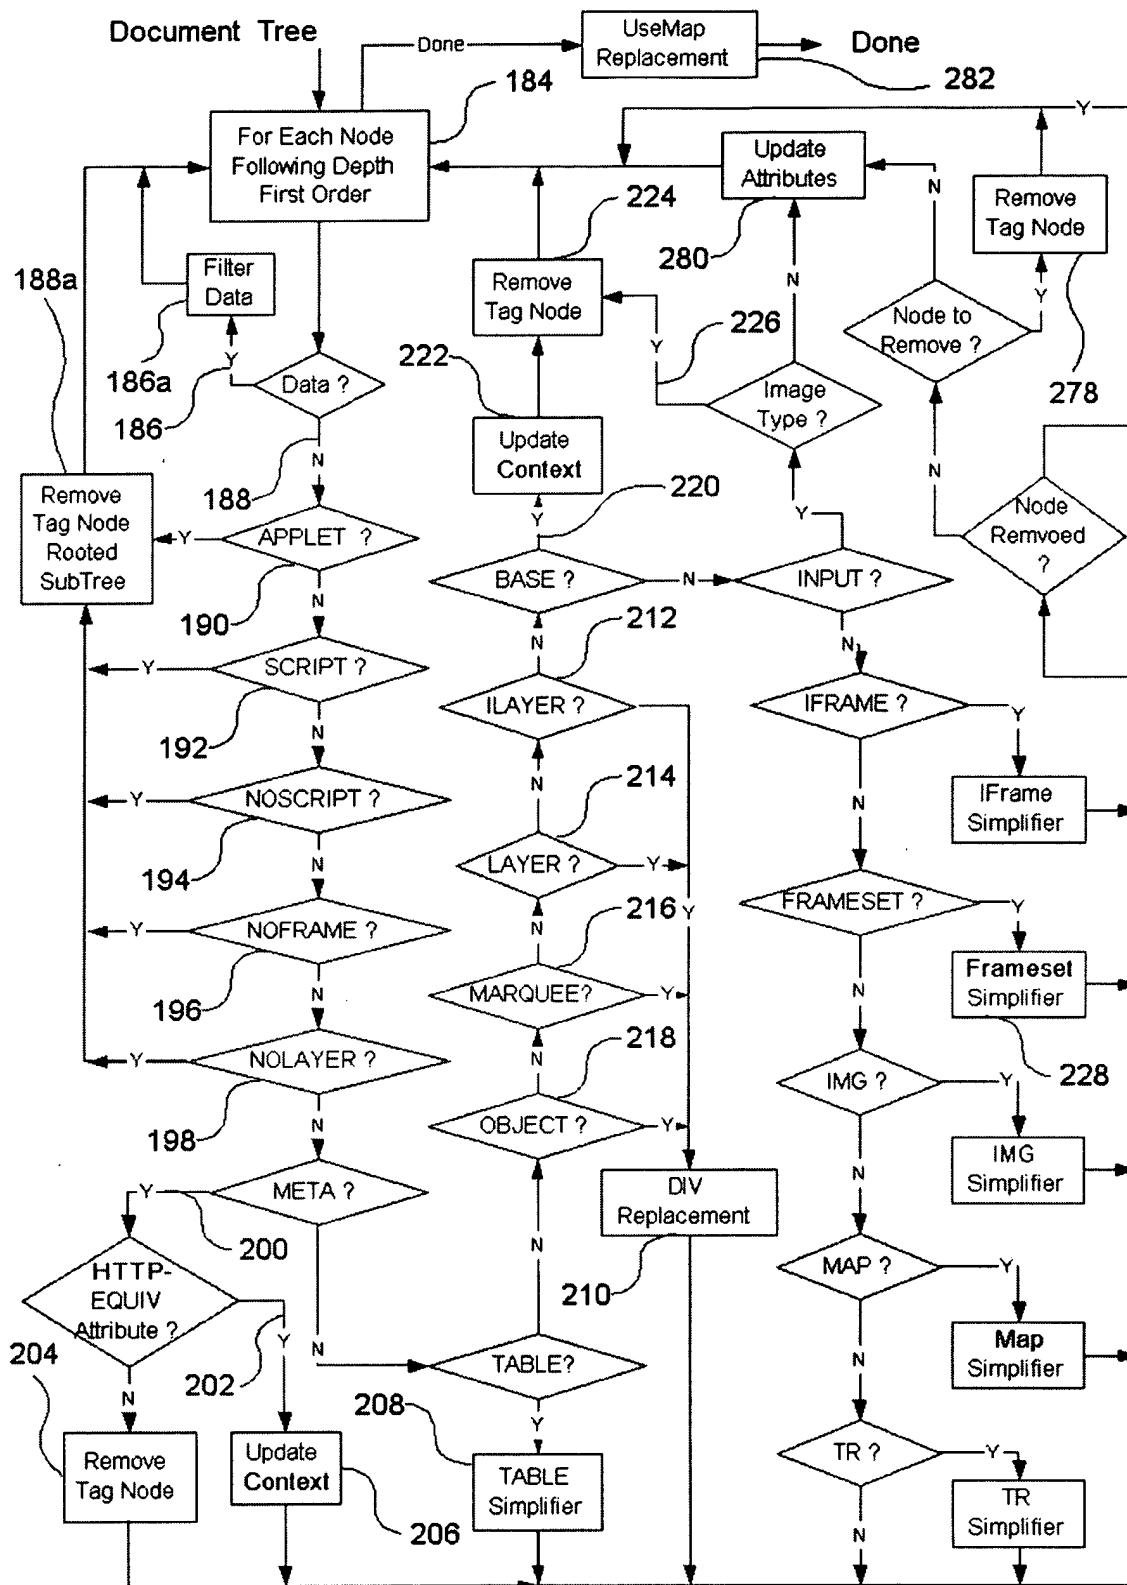 Document Tree
Done
UseMap
Replacement
Done
282
184
For Each Node
Following Depth
First Order
Y
Update
Attributes
280
N
Remove
Tag Node
278
224
Remove
Tag Node
188a
Filter
Data
186a
Y
186
Data ?
N
188
226
Y
N
Node to
Remove ?
Y
222
Image
Type ?
Update
Context
220
Y
Y
N
Node
Remvoed
?
Remove
Tag Node
Rooted
SubTree
Y
APPLET ?
190
N
BASE ?
N
INPUT ?
212
N
N
SCRIPT ?
Y
192
N
ILAYER ?
IFRAME ?
Y
214
N
NOSCRIPT ?
Y
194
N
N
IFrame
Simplifier
LAYER ?
Y
216
N
Y
FRAMESET ?
Y
NOFRAME ?
Y
196
N
MARQUEE?
Y
N
Frameset
Simplifier
228
218
N
NOLAYER ?
Y
198
N
OBJECT ?
Y
IMG ?
Y
IMG
Simplifier
N
META ?
Y
200
DIV
Replacement
210
N
HTTP-
EQUIV
Attribute ?
Y
202
N
MAP ?
Y
Map
Simplifier
204
N
TABLE?
N
208
Y
Remove
Tag Node
Update
Context
206
TABLE
Simplifier
TR ?
Y
N
TR
Simplifier